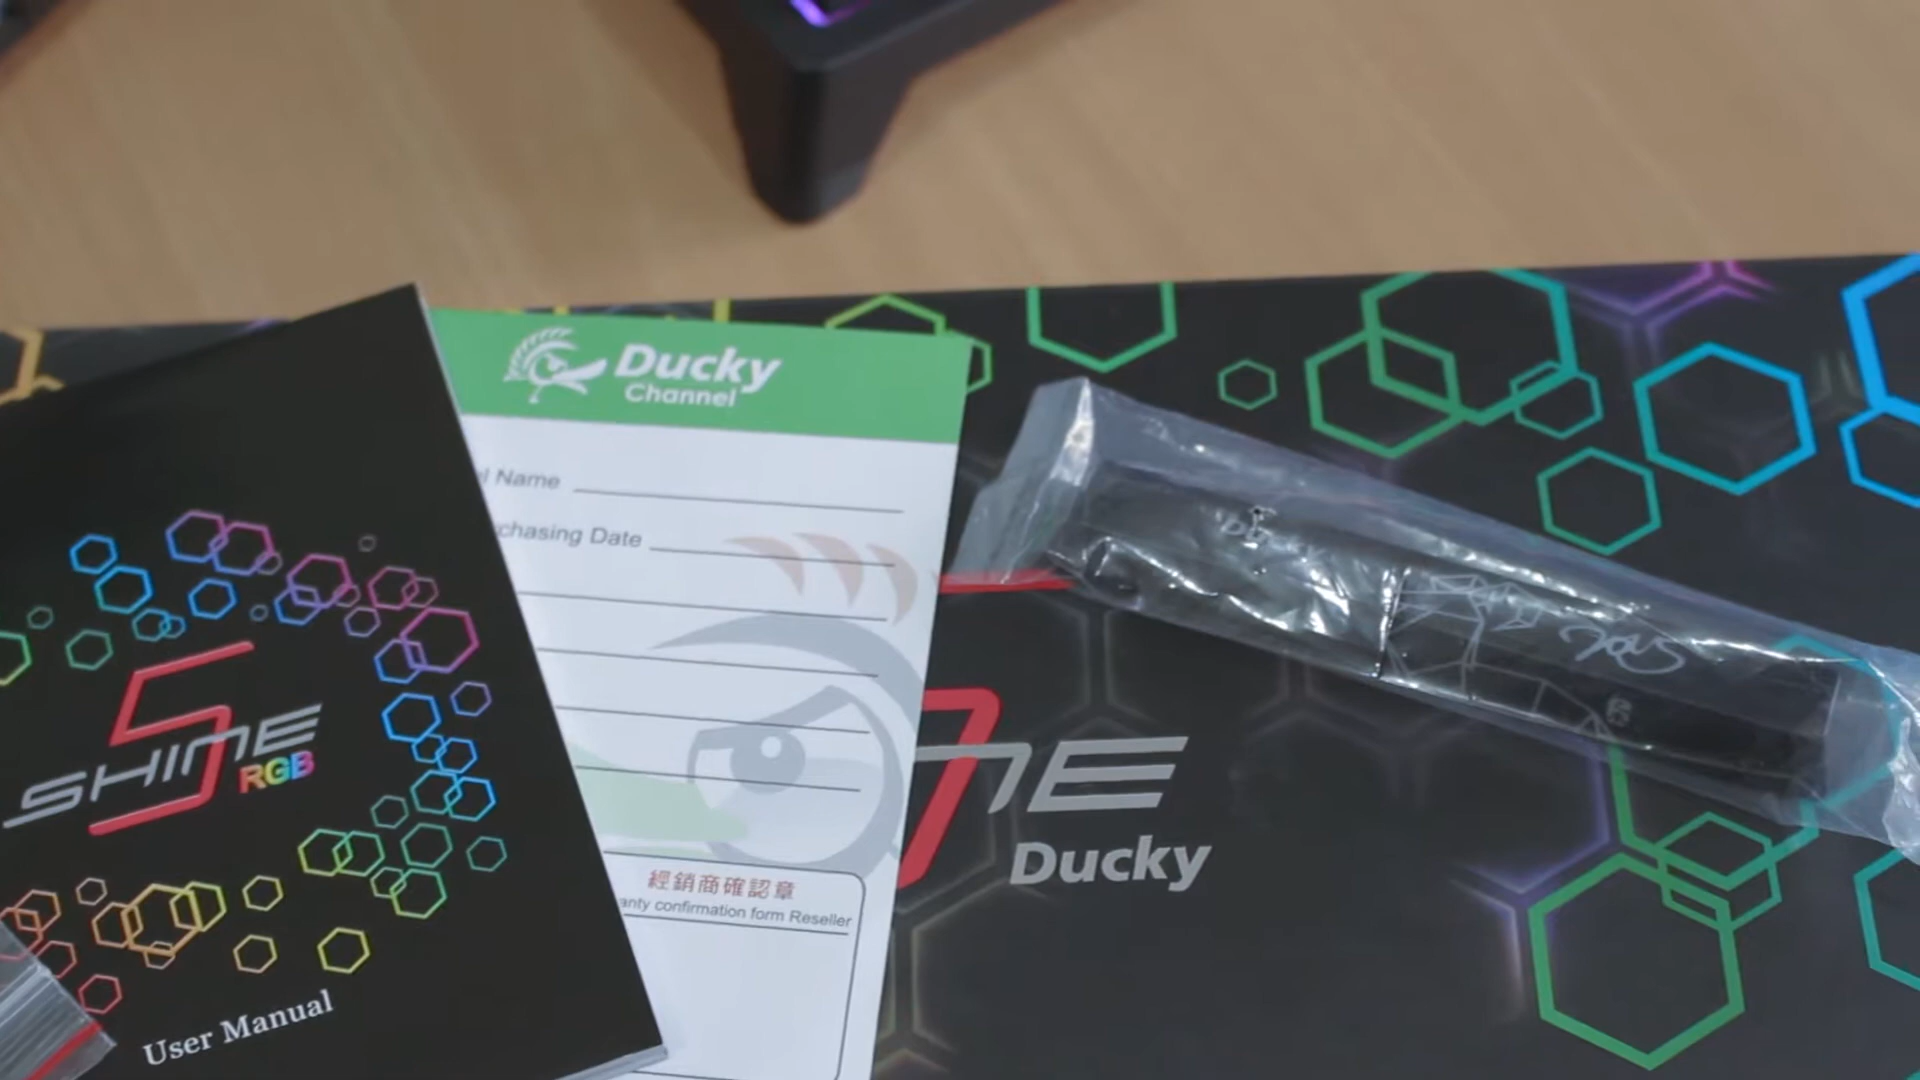 Ducky
Channel
Name
chasing Date
經銷商確認章
anty confirmation form Reseller
5
SHINE
RGB
User Manual
NE
Ducky
2015